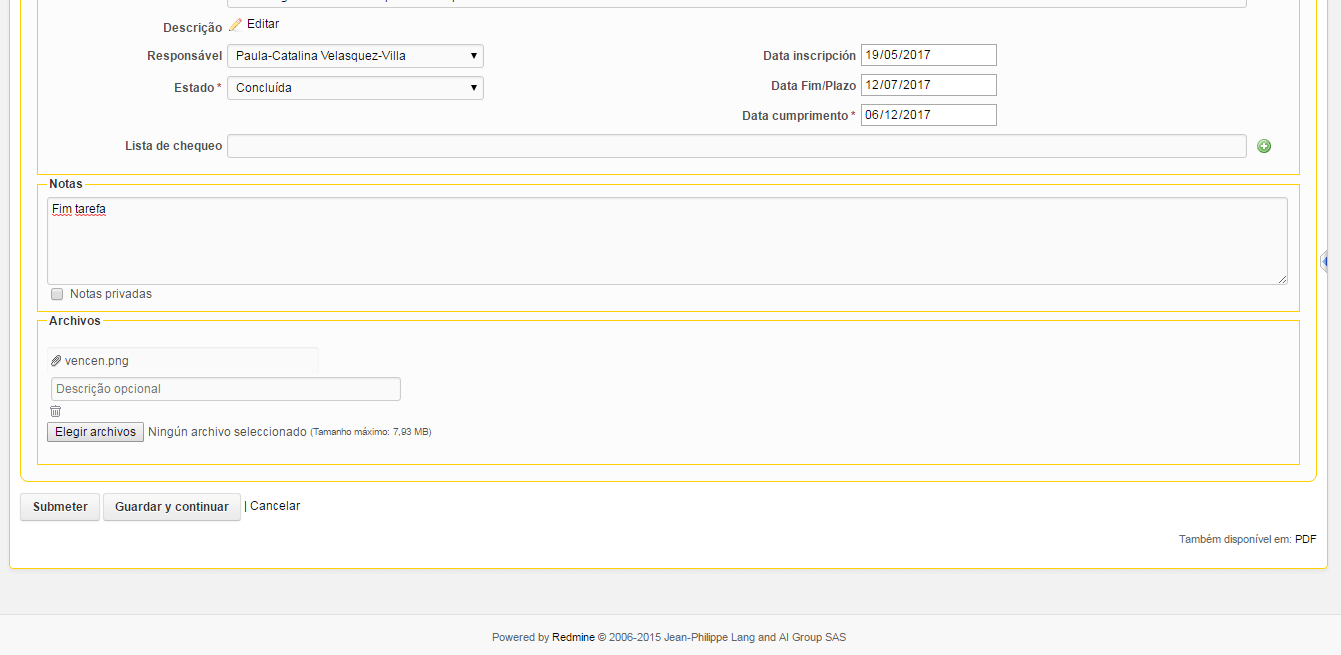 Descrição Editar
Responsável Paula-Catalina Velasquez-Villa Data inscripción 19/05/2017
Estado * Concluída Data Fim/Plazo 12/07/2017
Data cumprimento * 06/12/2017
Lista de chequeo
Notas
Fim tarefa
Notas privadas
Archivos
vencen.png
Descrição opcional
Elegir archivos Ningún archivo seleccionado (Tamanho máximo: 7,93 MB)
Submeter Guardar y continuar | Cancelar
Também disponível em: PDF
Powered by Redmine © 2006-2015 Jean-Philippe Lang and AI Group SAS